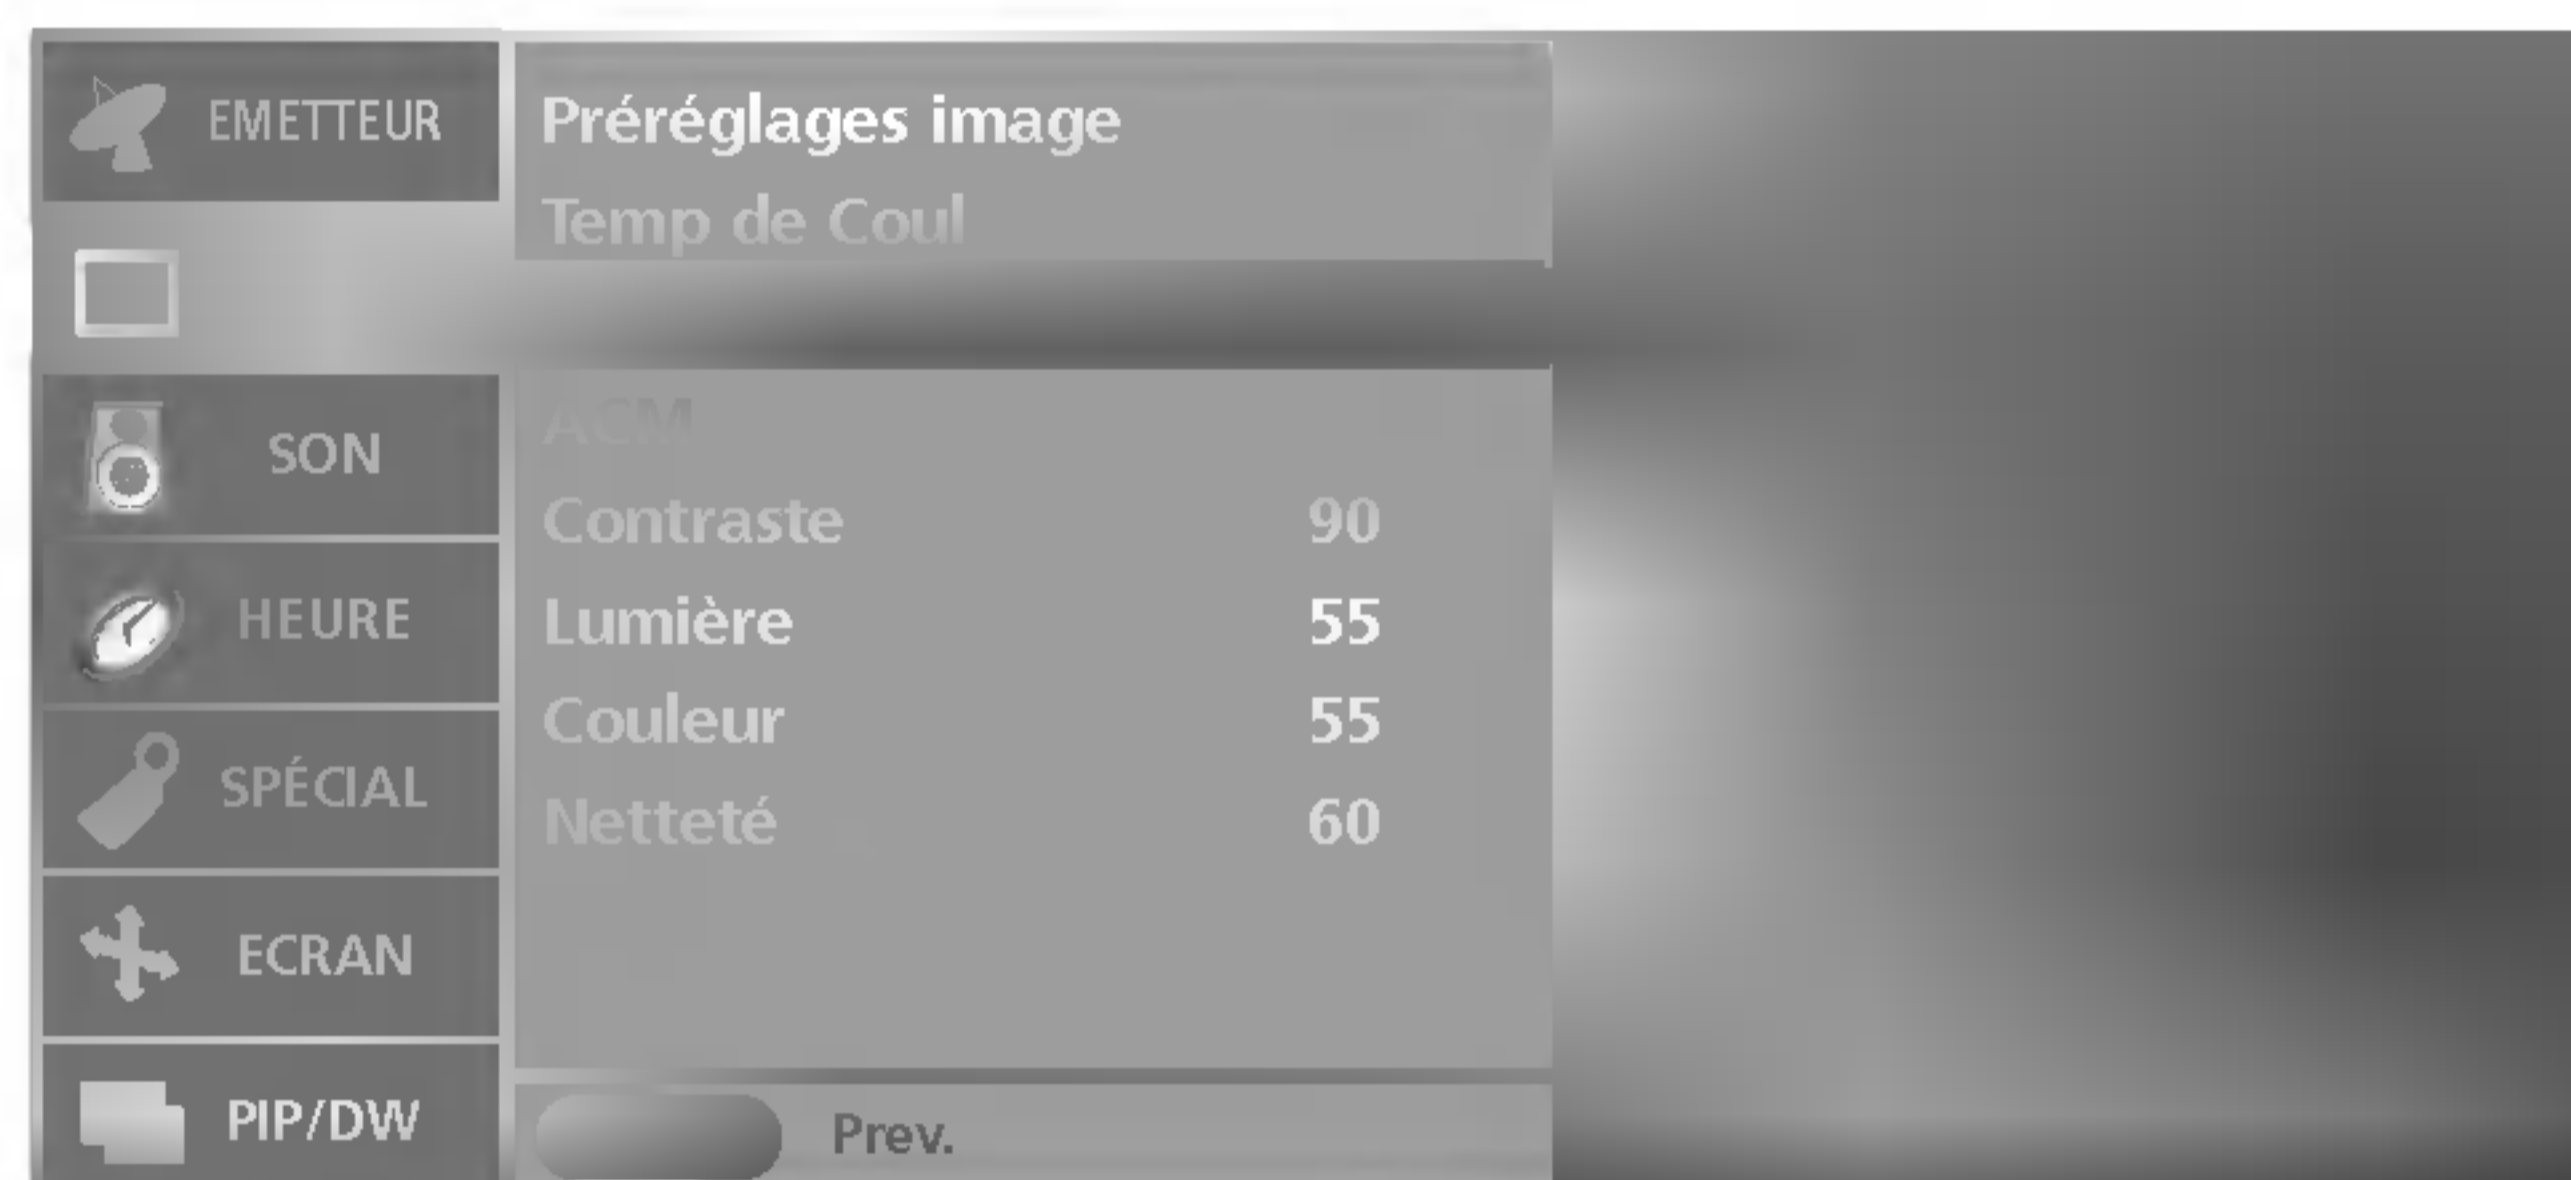 EMETTEUR
SON
HEURE
SPÉCIAL
ECRAN
PIP/DW
Préréglages image
Temp de Coul
ACM
Contraste 90
Lumière 55
Couleur 55
Netteté 60
Prev.